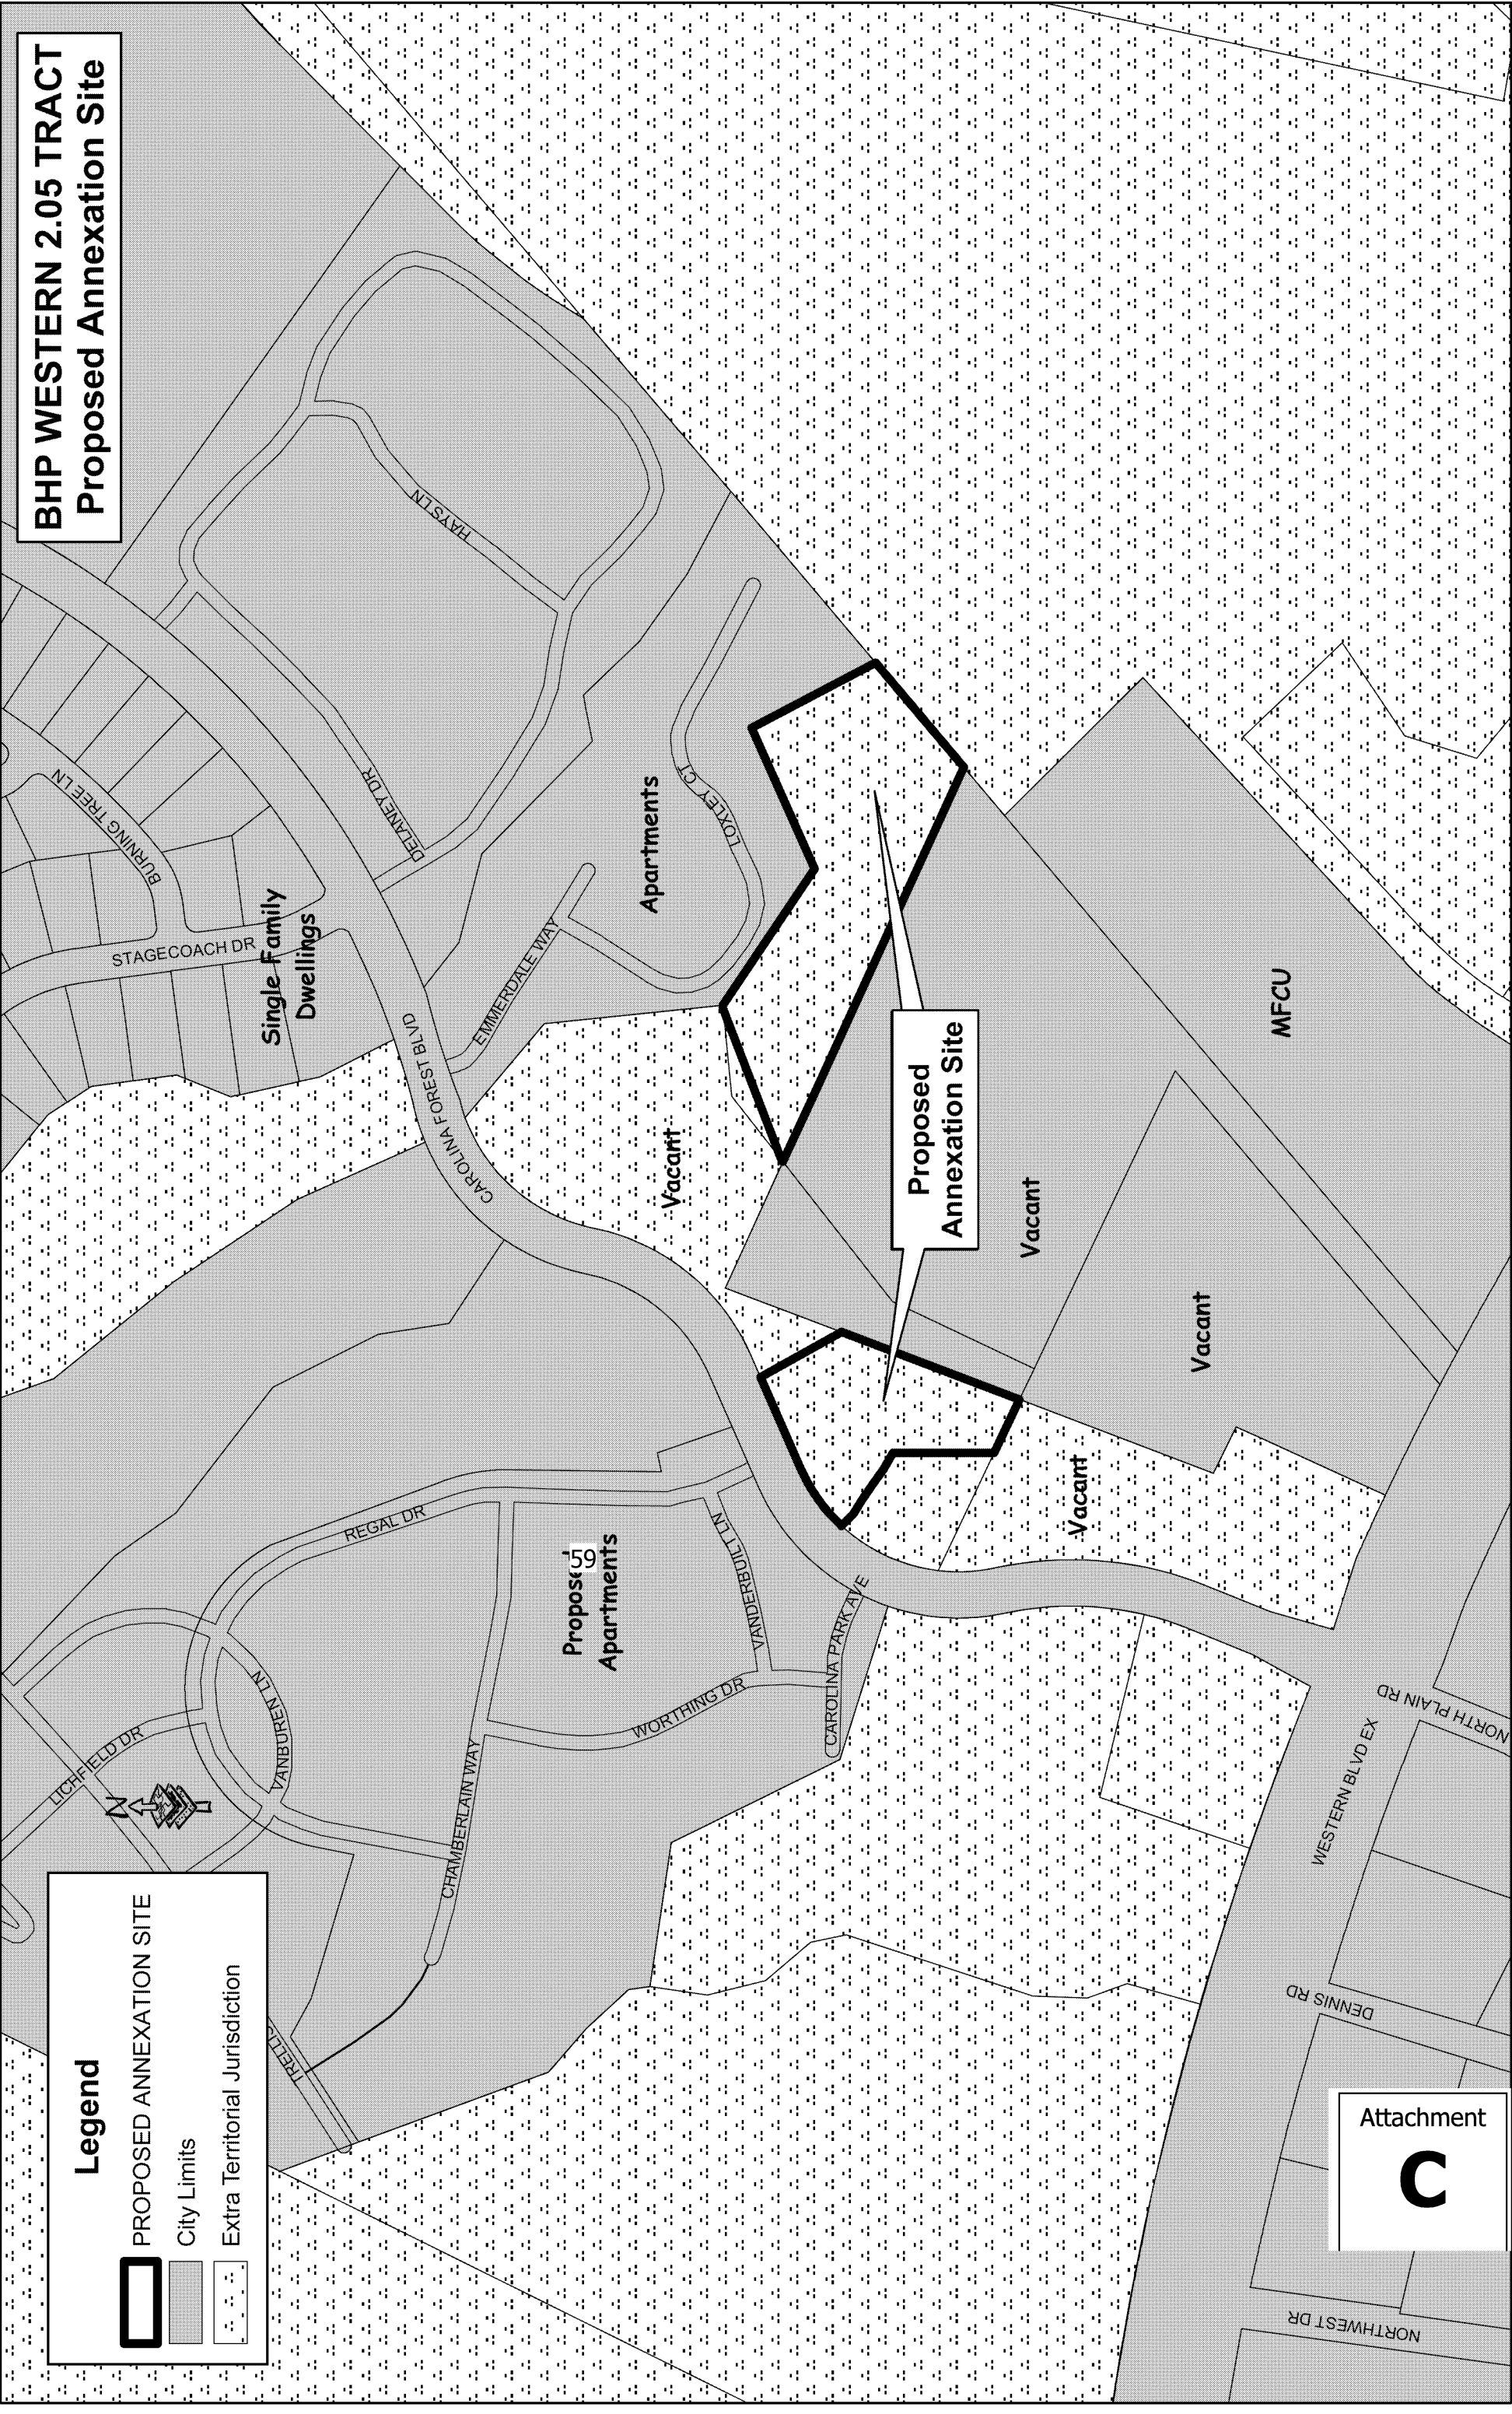 BHP WESTERN 2.05 TRACT
Proposed Annexation Site
Legend
PROPOSED ANNEXATION SITE
City Limits
Extra Territorial Jurisdiction
N
LICHFIELD DR
VANBUREN LN
REGAL DR
CHAMBERLAIN WAY
WORTHING DR
VANDERBUILT LN
CAROLINA PARK AVE
Apartments
59
STAGECOACH DR
BURNING TREE LN
Single Family
Dwellings
CAROLINA FOREST BLVD
EMMERDALE WAY
DELANEY DR
HAYS LN
LOXLEY CT
Apartments
Vacant
Proposed
Annexation Site
Vacant
Vacant
Vacant
MFCU
WESTERN BLVD EX
NORTH PLAIN RD
DENNIS RD
NORTHWEST DR
Attachment
C